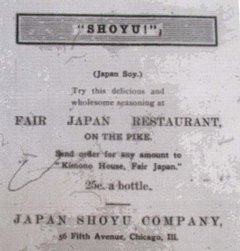 "SHOYU!",
(Japan Soy.)
Try this delicious and
wholesome seasoning at
FAIR JAPAN RESTAURANT,
ON THE PIKE.
Send order for any amount to
"Kimono House, Fair Japan."
25c. a bottle.
JAPAN SHOYU COMPANY,
56 Fifth Avenue, Chicago, Ill.